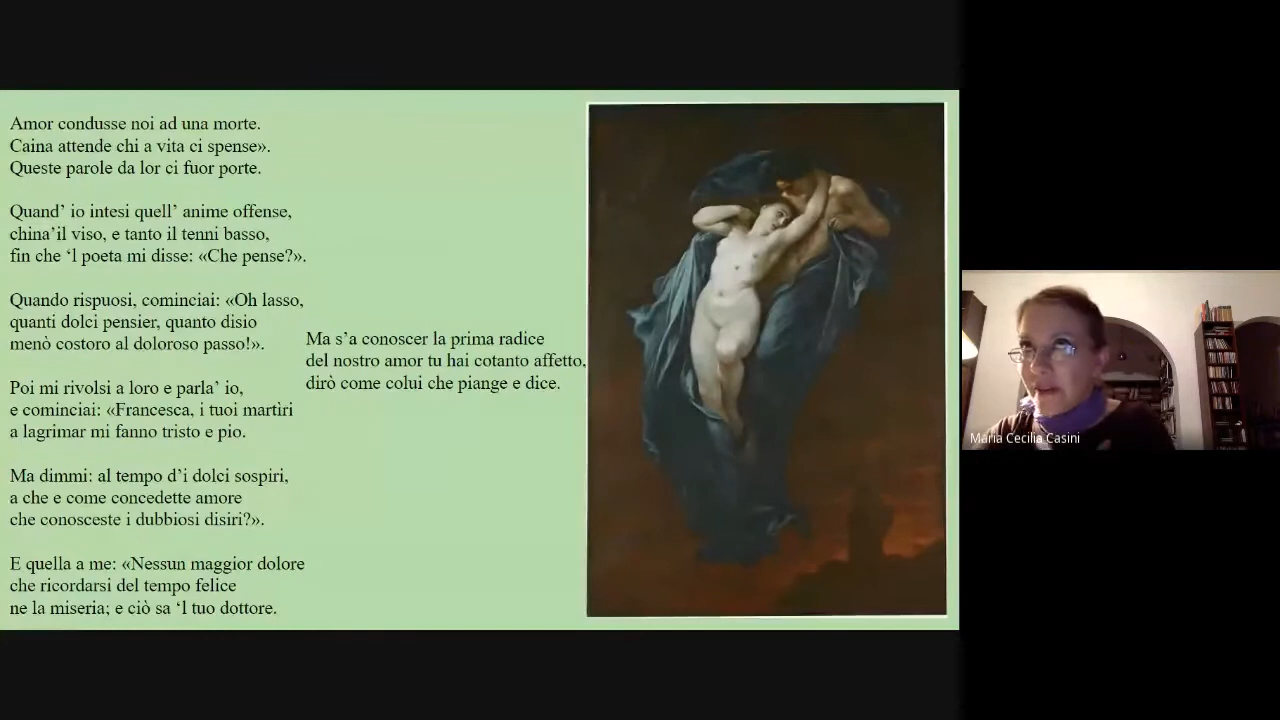 Amor condusse noi ad una morte.
Caina attende chi a vita ci spense».
Queste parole da lor ci fuor porte.
Quand’ io intesi quell’ anime offense,
china’il viso, e tanto il tenni basso,
fin che ‘l poeta mi disse: «Che pense?».
Quando rispuosi, cominciai: «Oh lasso,
quanti dolci pensier, quanto disio
menò costoro al doloroso passo!».
Poi mi rivolsi a loro e parla’ io,
e cominciai: «Francesca, i tuoi martìri
a lagrimar mi fanno tristo e pio.
Ma dimmi: al tempo d’i dolci sospiri,
a che e come concedette amore
che conosceste i dubbiosi disiri?».
E quella a me: «Nessun maggior dolore
che ricordarsi del tempo felice
ne la miseria; e ciò sa ‘l tuo dottore.
Ma s’a conoscer la prima radice
del nostro amor tu hai cotanto affetto,
dirò come colui che piange e dice.
Maria Cecilia Casini